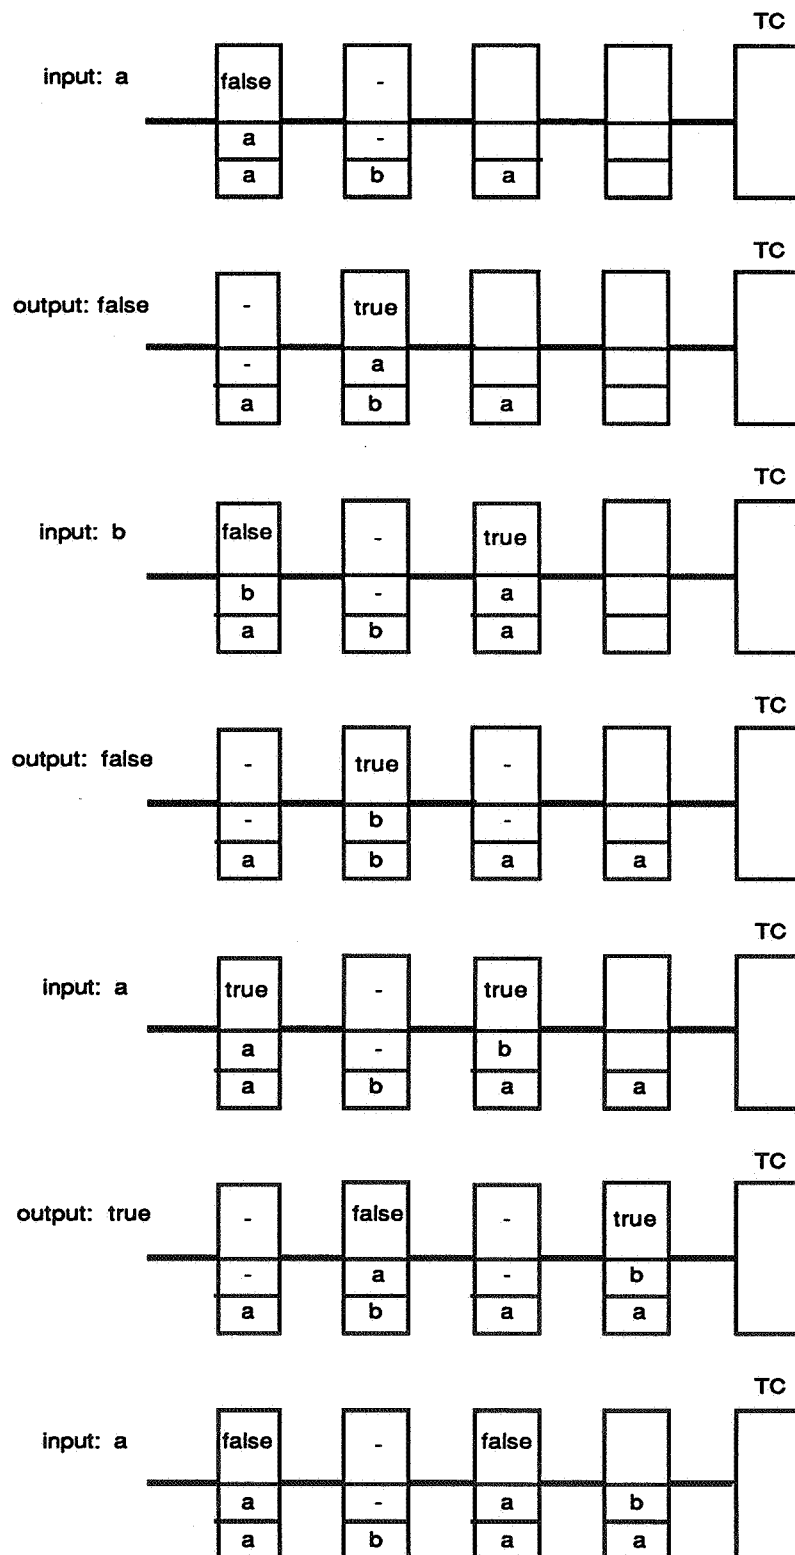 TC
input: a false -
a -
a b a
TC
output: false - true
- a
a b a
TC
input: b false - true
b - a
a b a
TC
output: false - true -
- b -
a b a a
TC
input: a true - true
a - b
a b a a
TC
output: true - false - true
- a - b
a b a a
TC
input: a false - false
a - a b
a b a a